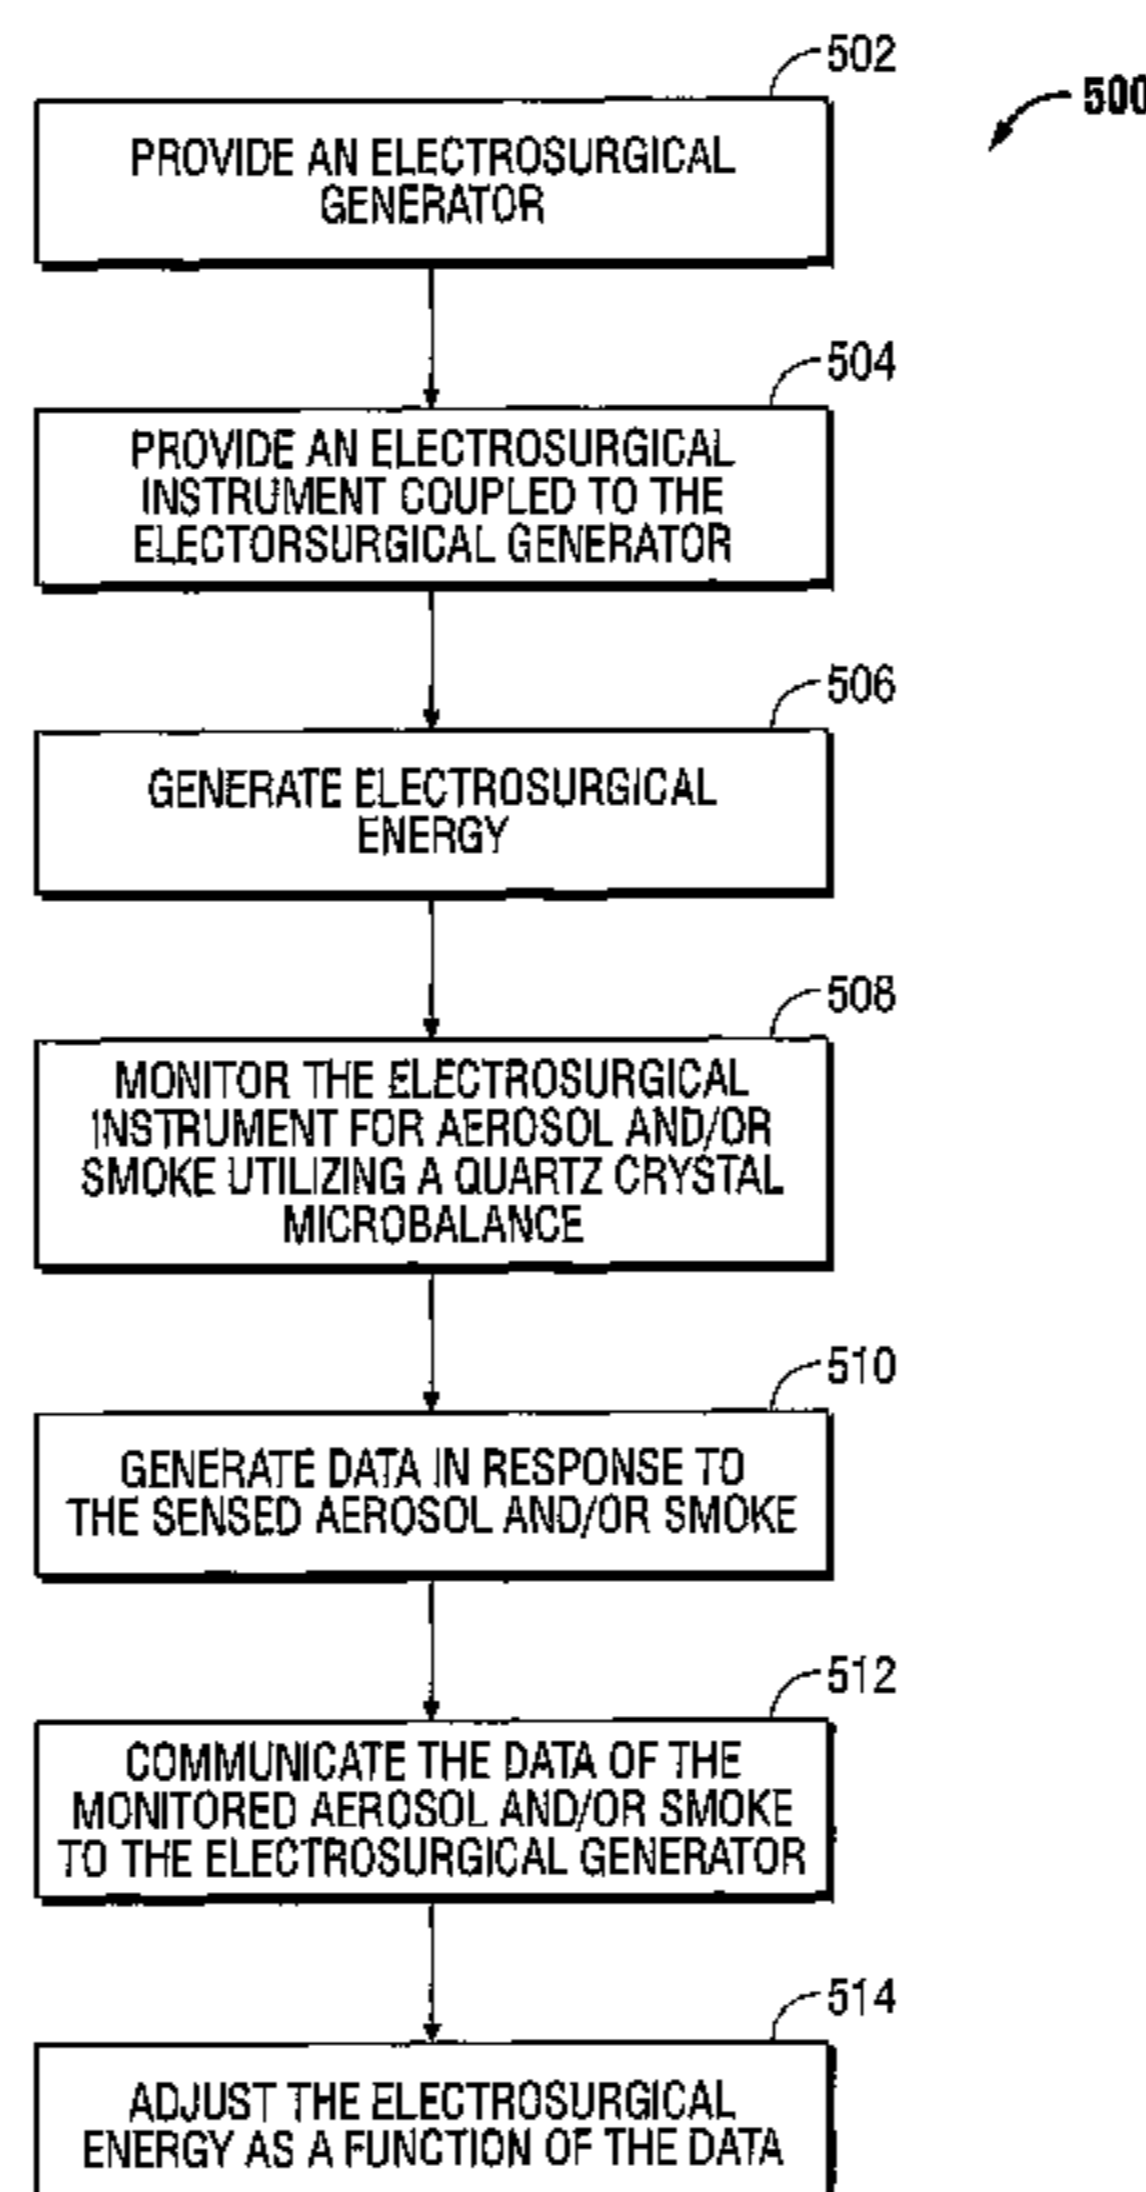 502
500
PROVIDE AN ELECTROSURGICAL
GENERATOR
504
PROVIDE AN ELECTROSURGICAL
INSTRUMENT COUPLED TO THE
ELECTORSURGICAL GENERATOR
506
GENERATE ELECTROSURGICAL
ENERGY
508
MONITOR THE ELECTROSURGICAL
INSTRUMENT FOR AEROSOL AND/OR
SMOKE UTILIZING A QUARTZ CRYSTAL
MICROBALANCE
510
GENERATE DATA IN RESPONSE TO
THE SENSED AEROSOL AND/OR SMOKE
512
COMMUNICATE THE DATA OF THE
MONITORED AEROSOL AND/OR SMOKE
TO THE ELECTROSURGICAL GENERATOR
514
ADJUST THE ELECTROSURGICAL
ENERGY AS A FUNCTION OF THE DATA